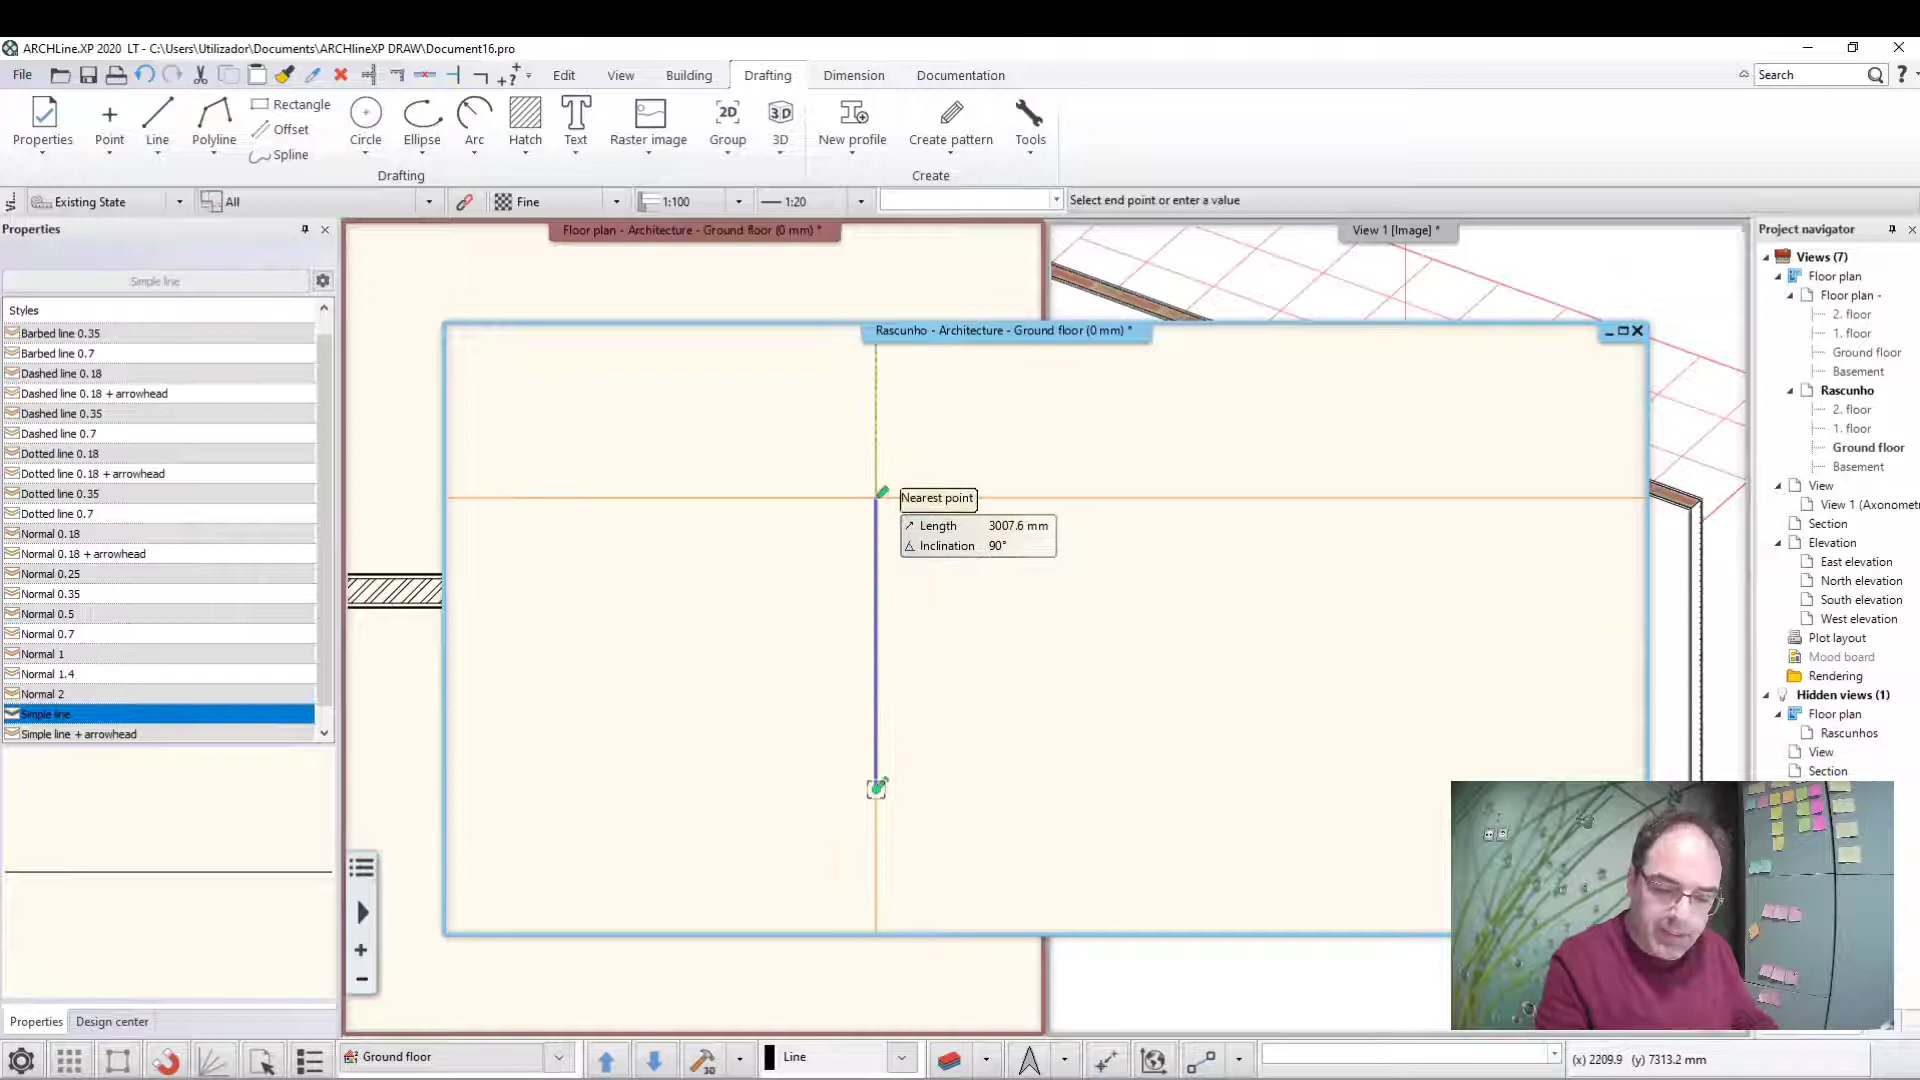 ARCHLine.XP 2020 LT - C:\Users\Utilizador\Documents\ARCHlineXP DRAW\Document16.pro
File
Edit
View
Building
Drafting
Dimension
Documentation
Search
Properties
Point
Line
Polyline
Rectangle
Offset
Spline
Circle
Ellipse
Arc
Hatch
Text
Raster image
2D
Group
3D
3D
New profile
Create pattern
Tools
Drafting
Create
Existing State
All
Fine
1:100
1:20
Select end point or enter a value
Properties
Simple line
Styles
Barbed line 0.35
Barbed line 0.7
Dashed line 0.18
Dashed line 0.18 + arrowhead
Dashed line 0.35
Dashed line 0.7
Dotted line 0.18
Dotted line 0.18 + arrowhead
Dotted line 0.35
Dotted line 0.7
Normal 0.18
Normal 0.18 + arrowhead
Normal 0.25
Normal 0.35
Normal 0.5
Normal 0.7
Normal 1
Normal 1.4
Normal 2
Simple line
Simple line + arrowhead
Properties
Design center
Floor plan - Architecture - Ground floor (0 mm) *
View 1 [Image] *
Rascunho - Architecture - Ground floor (0 mm) *
Nearest point
Length 3007.6 mm
Inclination 90°
Project navigator
Views (7)
Floor plan
Floor plan -
2. floor
1. floor
Ground floor
Basement
Rascunho
2. floor
1. floor
Ground floor
Basement
View
View 1 (Axonomet
Section
Elevation
East elevation
North elevation
South elevation
West elevation
Plot layout
Mood board
Rendering
Hidden views (1)
Floor plan
Rascunhos
View
Section
Ground floor
3D
Line
(x) 2209.9 (y) 7313.2 mm